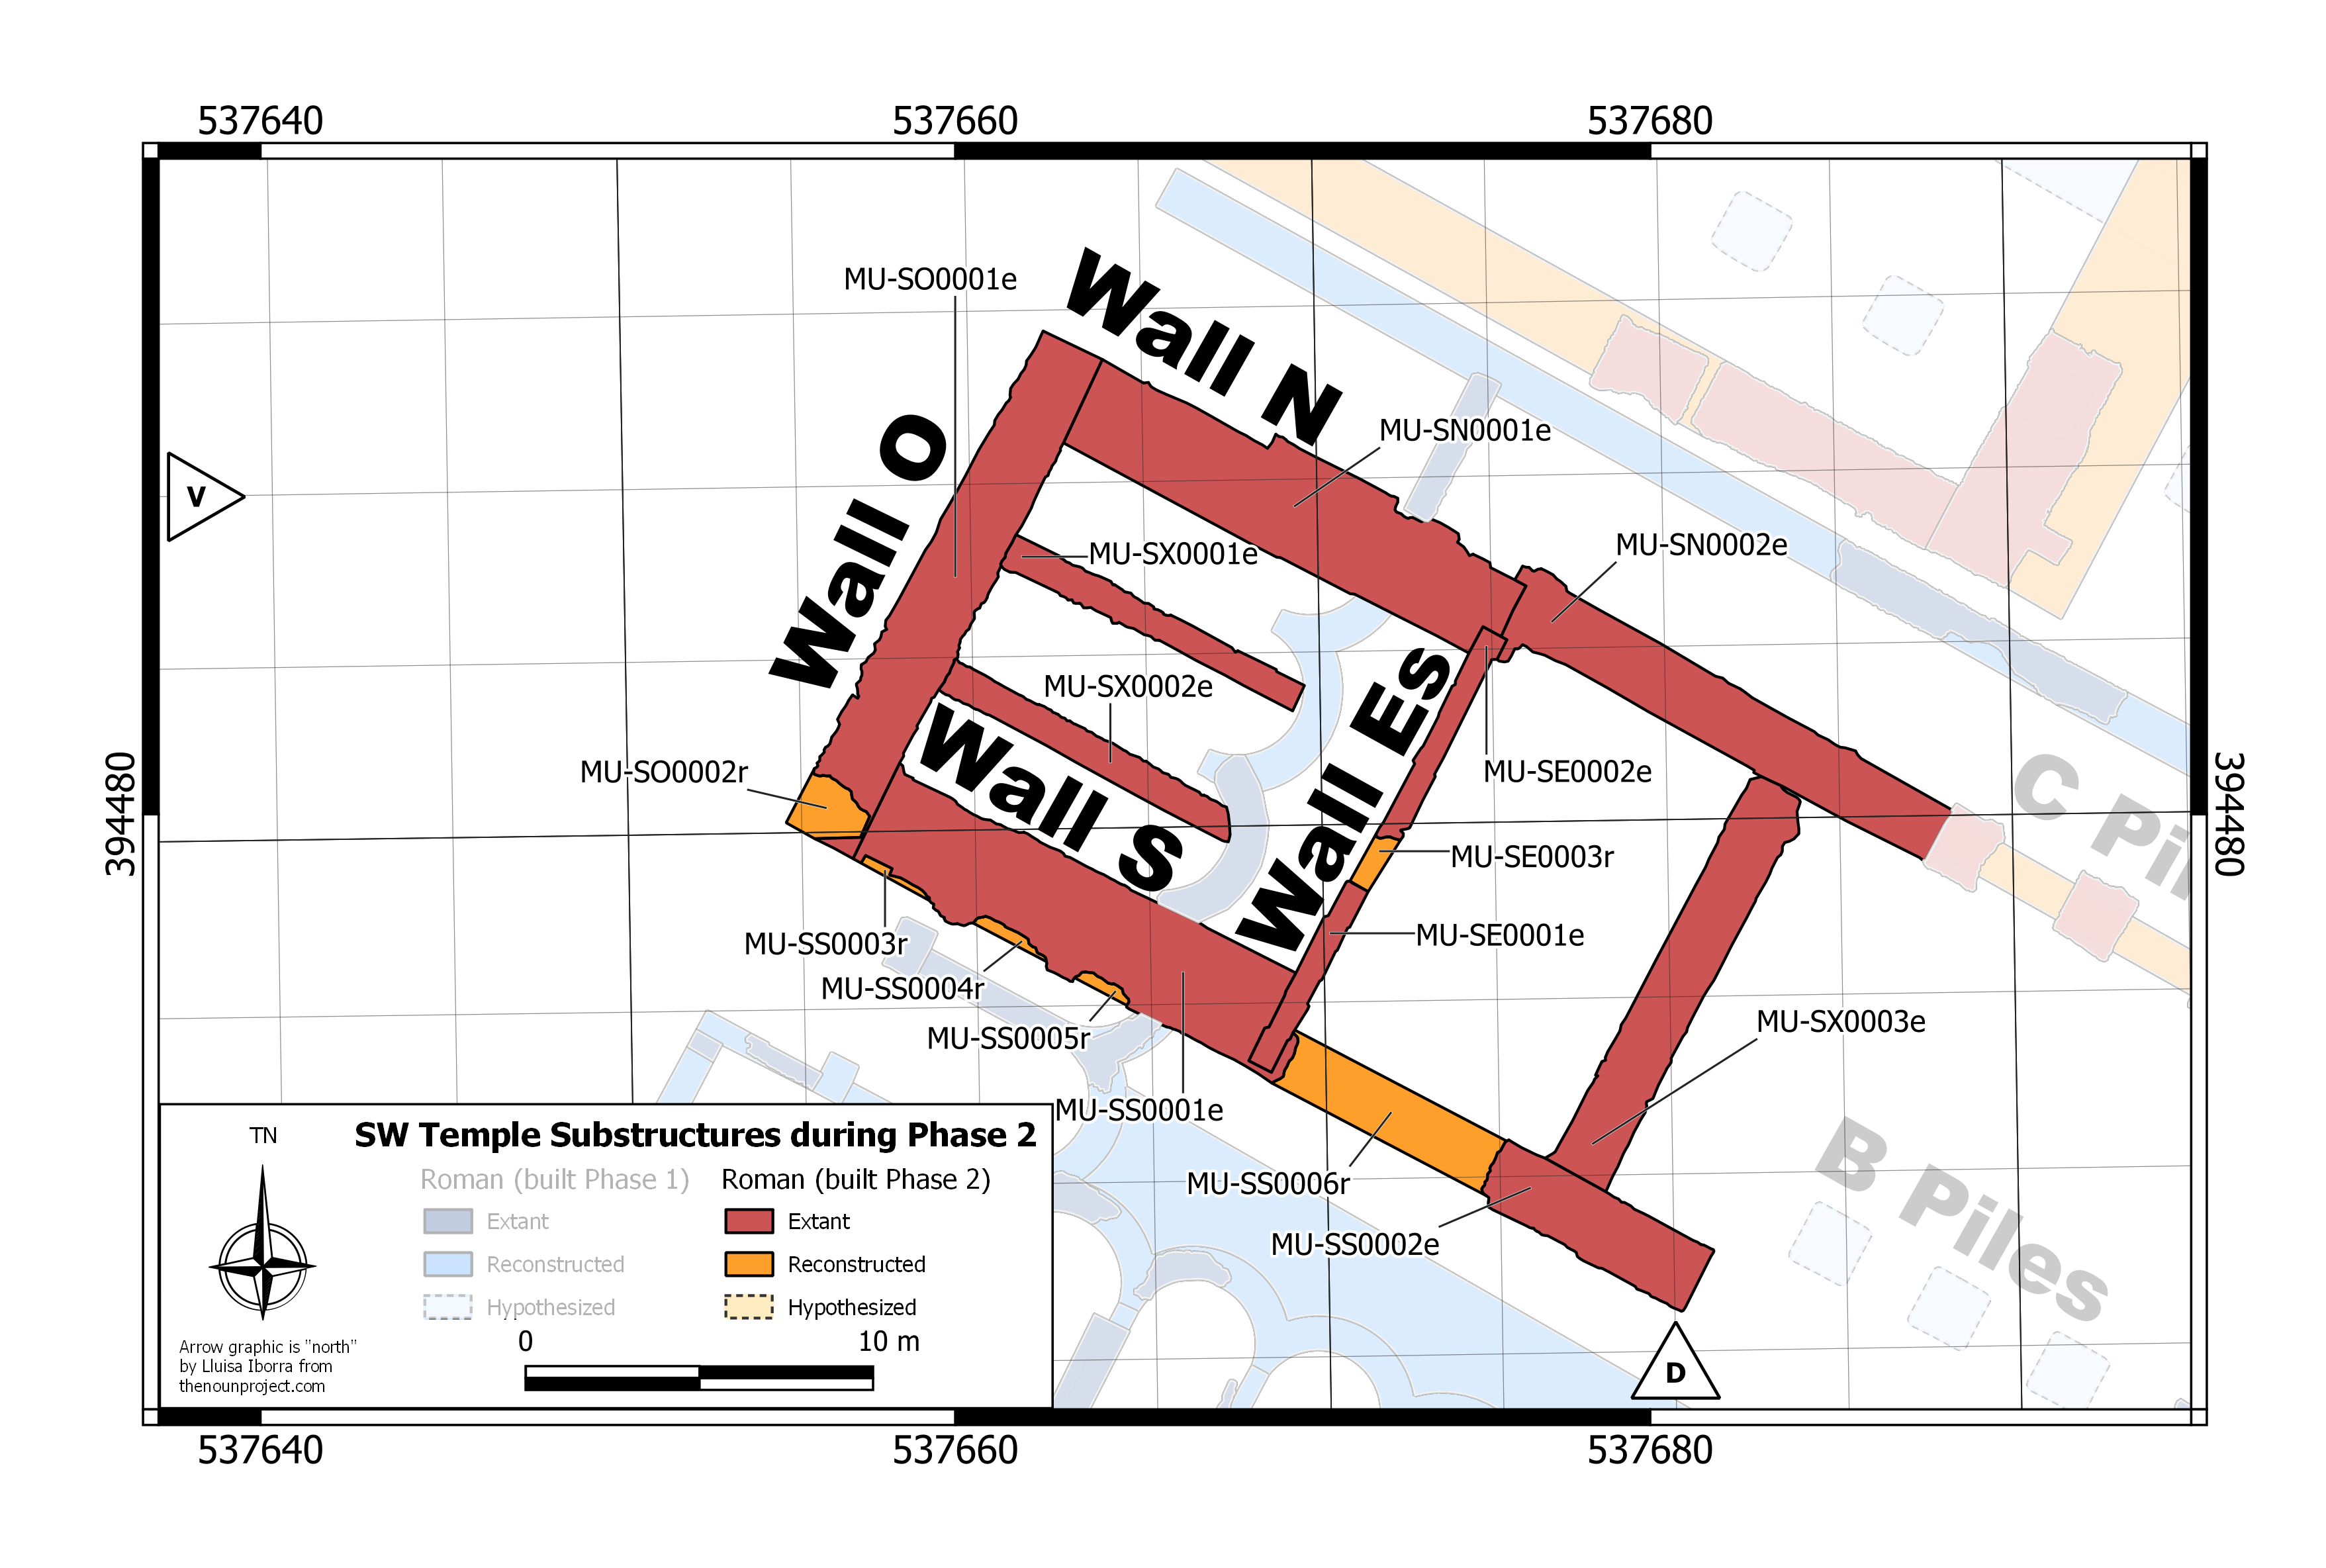 537640
537660
537680
MU-SO0001e
Wall N
MU-SN0001e
Wall O
V
MU-SN0002e
MU-SX0001e
MU-SX0002e
Wall Es
Wall S
MU-SO0002r
MU-SE0002e
394480
394480
C Pil
MU-SE0003r
MU-SE0001e
MU-SS0003r
MU-SS0004r
MU-SS0005r
MU-SX0003e
MU-SS0001e
MU-SS0006r
MU-SS0002e
B Piles
D
TN
SW Temple Substructures during Phase 2
Roman (built Phase 1)
Roman (built Phase 2)
Extant
Extant
Reconstructed
Reconstructed
Hypothesized
Hypothesized
0
10 m
Arrow graphic is "north"
by Lluisa Iborra from
thenounproject.com
537640
537660
537680